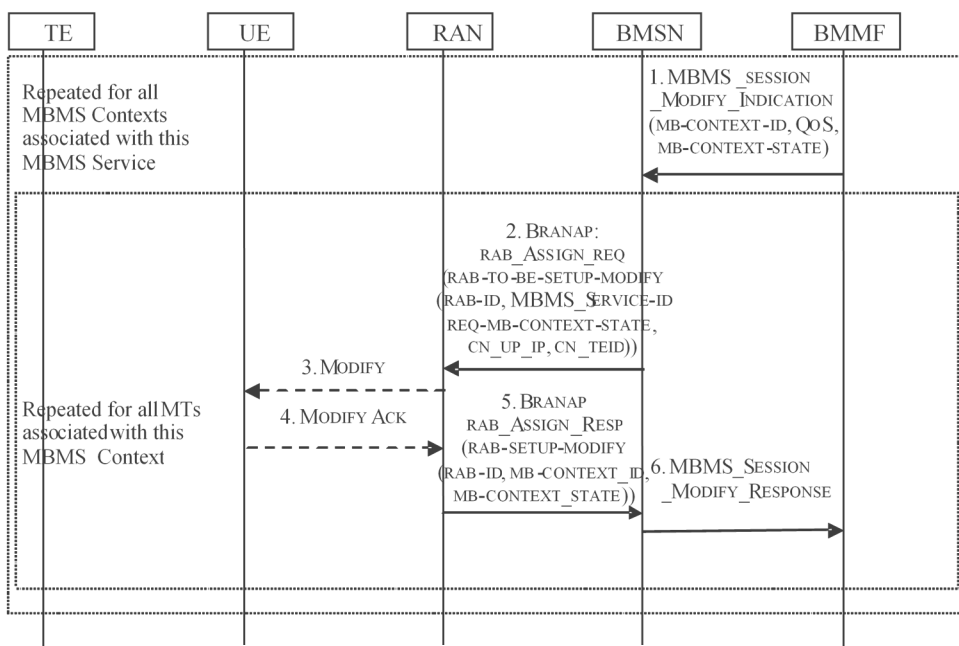 TE
UE
RAN
BMSN
BMMF
Repeated for all
MBMS Contexts
associated with this
MBMS Service
1. MBMS_SESSION
_MODIFY_INDICATION
(MB-CONTEXT-ID, QOS,
MB-CONTEXT-STATE)
2. BRANAP:
RAB_ASSIGN_REQ
(RAB-TO-BE-SETUP-MODIFY
(RAB-ID, MBMS_SERVICE-ID
REQ-MB-CONTEXT-STATE,
CN_UP_IP, CN_TEID))
3. MODIFY
4. MODIFY ACK
Repeated for all MTs
associated with this
MBMS Context
5. BRANAP
RAB_ASSIGN_RESP
(RAB-SETUP-MODIFY
(RAB-ID, MB-CONTEXT_ID,
MB-CONTEXT_STATE))
6. MBMS_SESSION
_MODIFY_RESPONSE